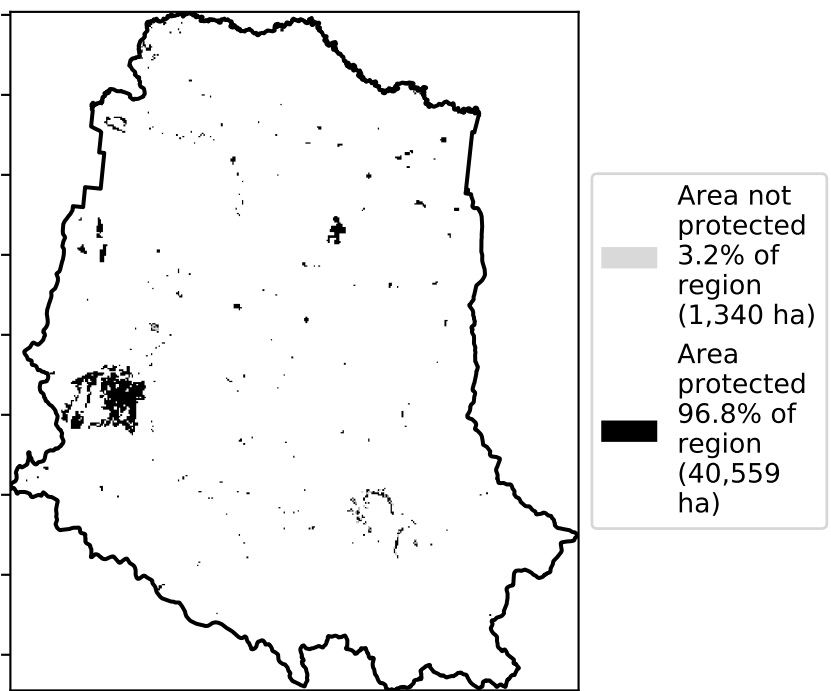 Area not
protected
3.2% of
region
(1,340 ha)
Area
protected
96.8% of
region
(40,559
ha)